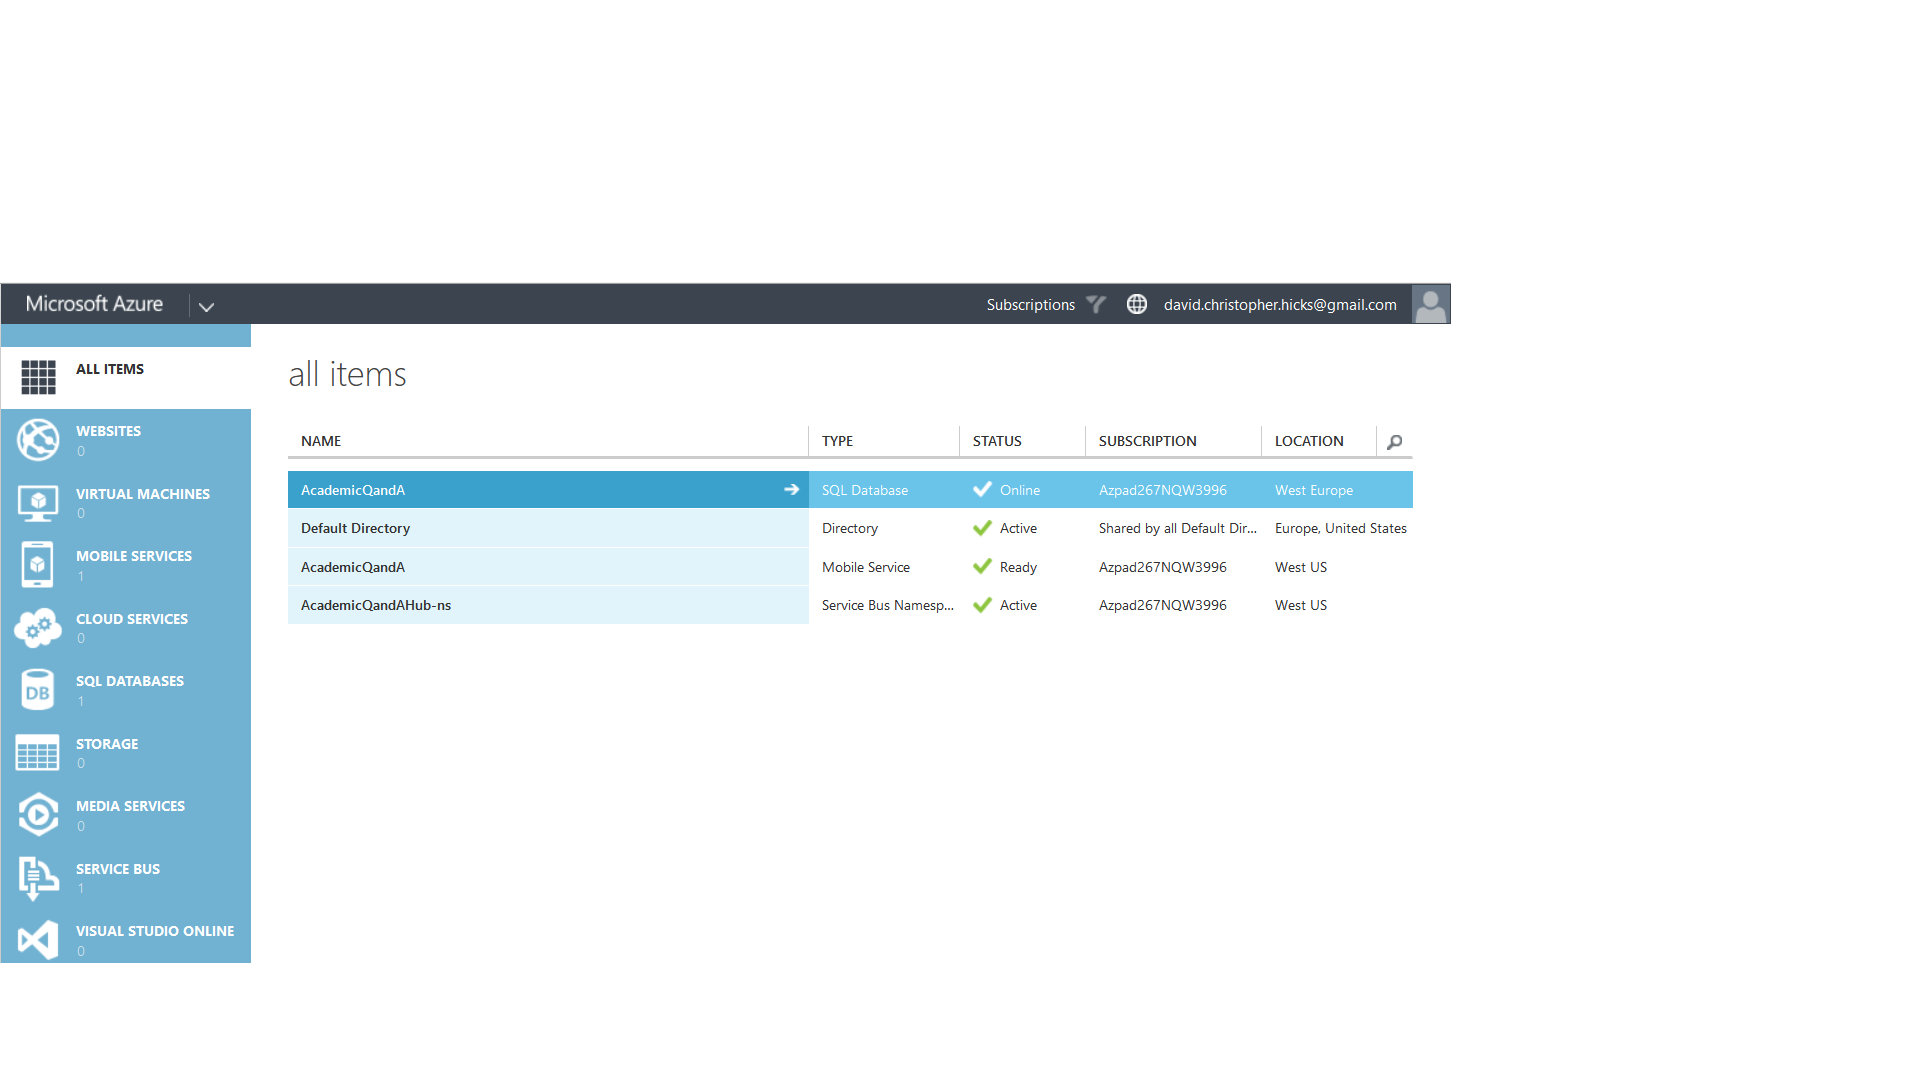 Microsoft Azure
Subscriptions david.christopher.hicks@gmail.com
ALL ITEMS
WEBSITES
0
VIRTUAL MACHINES
0
MOBILE SERVICES
1
CLOUD SERVICES
0
SQL DATABASES
1
DB
STORAGE
0
MEDIA SERVICES
0
SERVICE BUS
1
VISUAL STUDIO ONLINE
0
all items
NAME TYPE STATUS SUBSCRIPTION LOCATION
AcademicQandA SQL Database Online Azpad267NQW3996 West Europe
Default Directory Directory Active Shared by all Default Dir... Europe, United States
AcademicQandA Mobile Service Ready Azpad267NQW3996 West US
AcademicQandAHub-ns Service Bus Namesp... Active Azpad267NQW3996 West US